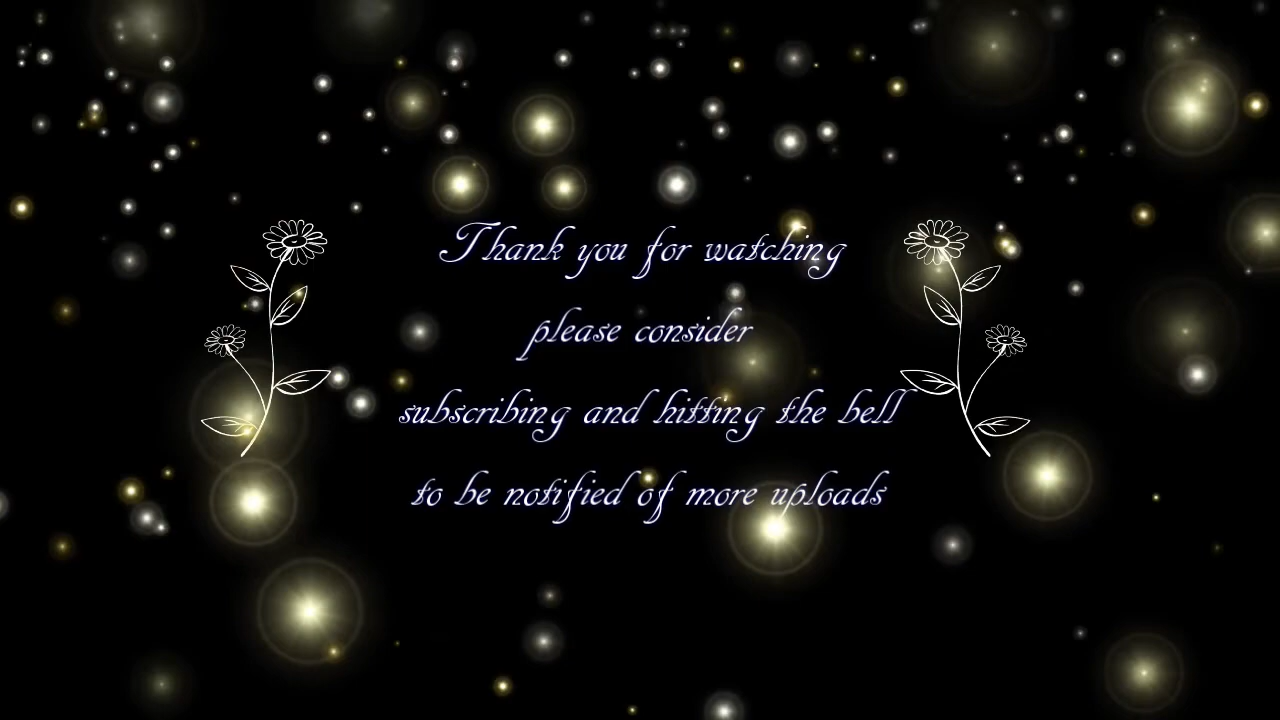 Thank you for watching
please consider
subscribing and hitting the bell
to be notified of more uploads